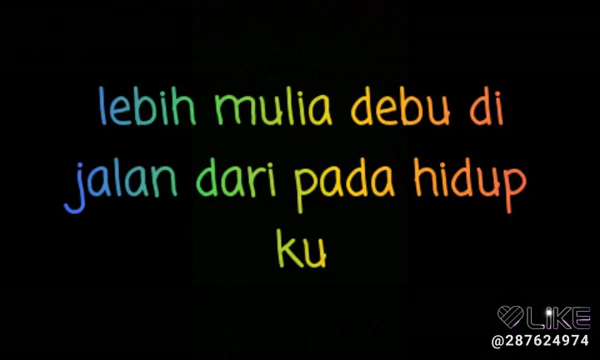 lebih mulia debu di
jalan dari pada hidup
ku
LIKE
@287624974